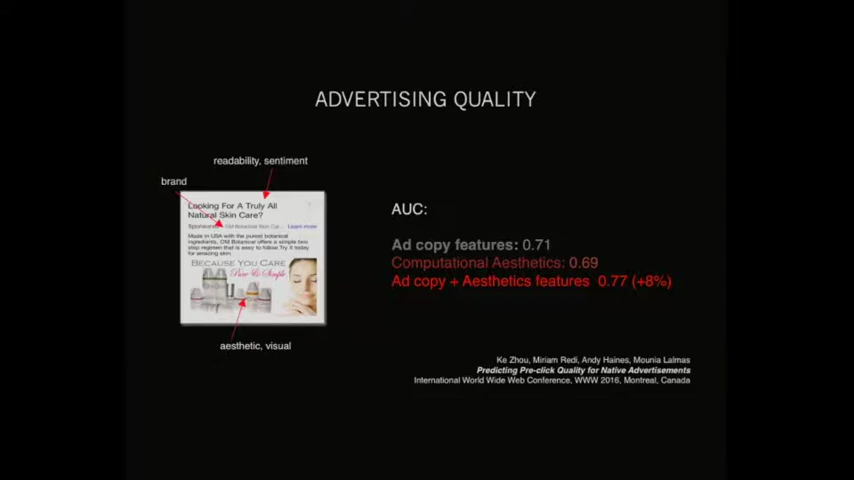 ADVERTISING QUALITY
readability, sentiment
brand
Looking For A Truly All
Natural Skin Care?
Learn more
Made in USA with the purest botanical
ingredients, OM Botanical offers a simple two
step regimen that is easy to follow. Try it today
for amazing skin.
BECAUSE YOU CARE
Pure & Simple
aesthetic, visual
AUC:
Ad copy features: 0.71
Computational Aesthetics: 0.69
Ad copy + Aesthetics features 0.77 (+8%)
Ke Zhou, Miriam Redi, Andy Haines, Mounia Lalmas
Predicting Pre-click Quality for Native Advertisements
International World Wide Web Conference, WWW 2016, Montreal, Canada